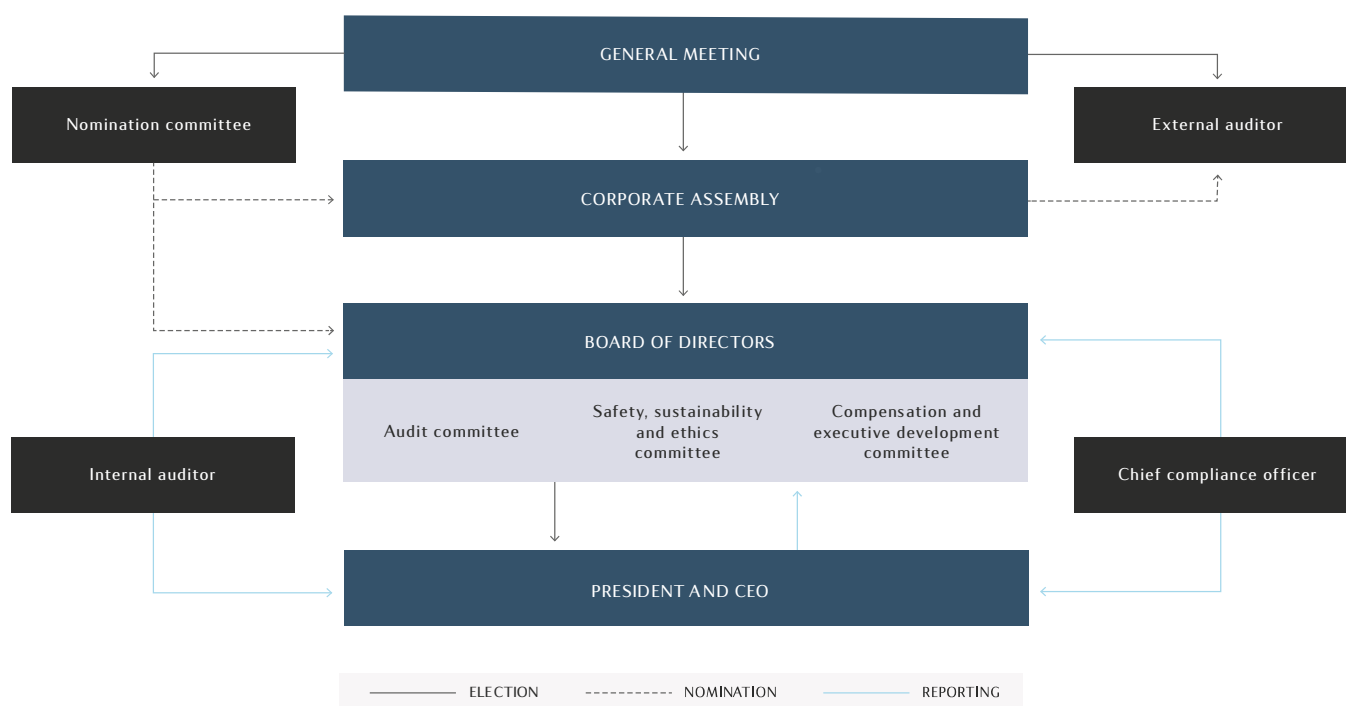 GENERAL MEETING
Nomination committee
External auditor
CORPORATE ASSEMBLY
BOARD OF DIRECTORS
Audit committee
Safety, sustainability
and ethics
committee
Compensation and
executive development
committee
Internal auditor
Chief compliance officer
PRESIDENT AND CEO
ELECTION
NOMINATION
REPORTING